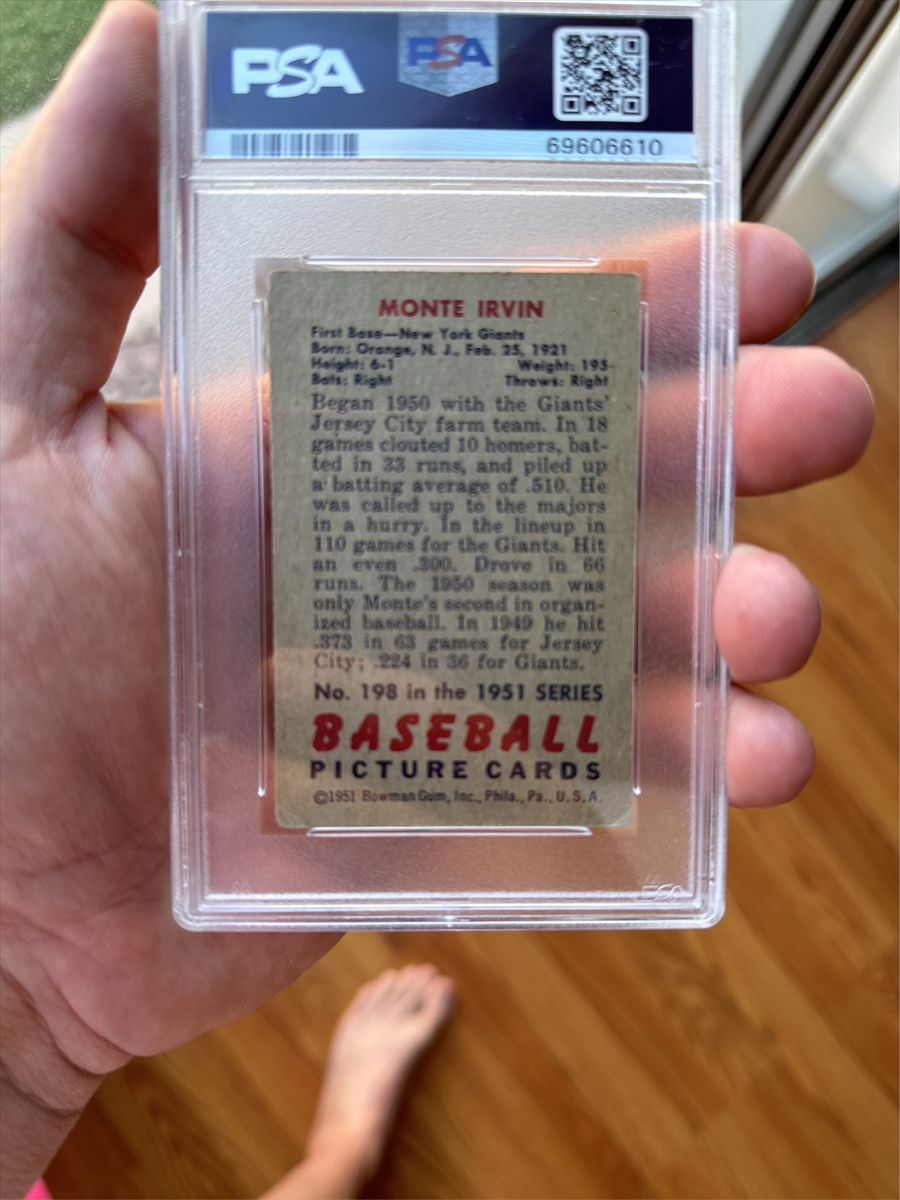 PSA PSA
69606610
MONTE IRVIN
First Base—New York Giants
Born: Orange, N. J., Feb. 25, 1921
Height: 6-1 Weight: 195
Bats: Right Throws: Right
Began 1950 with the Giants'
Jersey City farm team. In 18
games clouted 10 homers, bat-
ted in 33 runs, and piled up
a batting average of .510. He
was called up to the majors
in a hurry. In the lineup in
110 games for the Giants. Hit
an even .300. Drove in 66
runs. The 1950 season was
only Monte's second in organ-
ized baseball. In 1949 he hit
.373 in 63 games for Jersey
City; .224 in 36 for Giants.
No. 198 in the 1951 SERIES
BASEBALL
PICTURE CARDS
©1951 Bowman Gum, Inc., Phila., Pa., U.S.A.
PSA